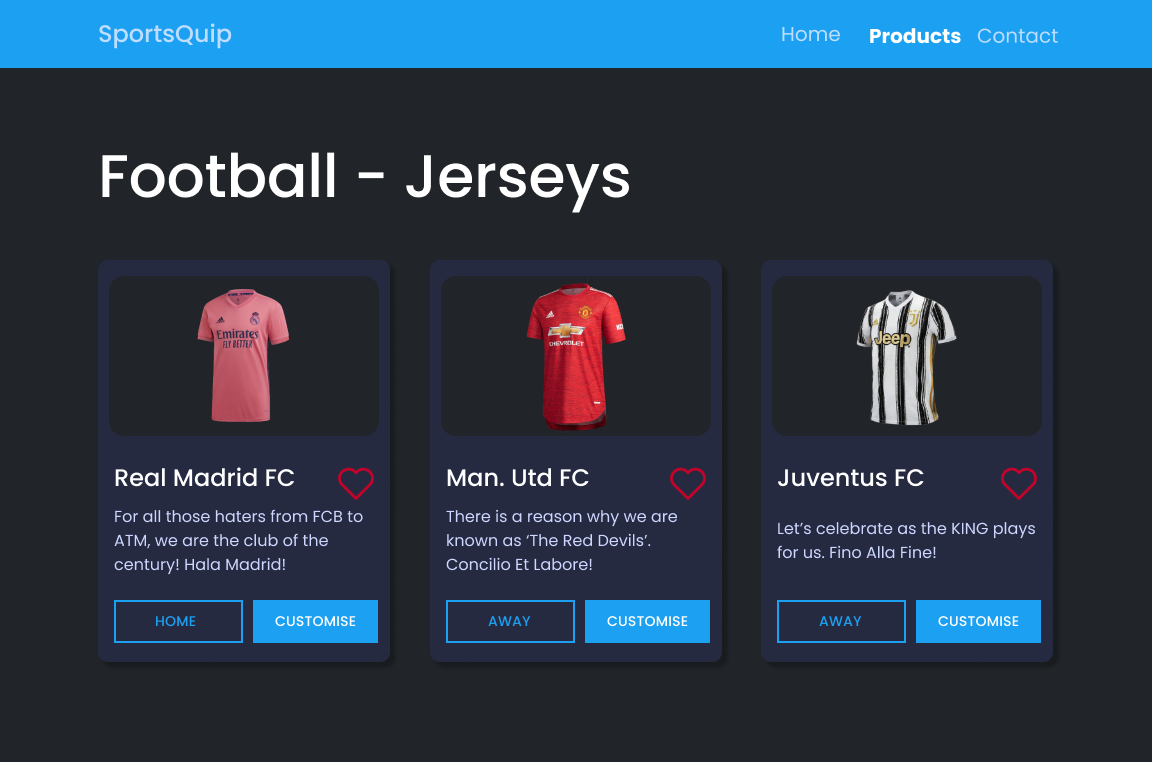 SportsQuip
Home Products Contact
Football - Jerseys
Emirates
FLY BETTER
CHEVROLET
Jeep
Real Madrid FC
For all those haters from FCB to
ATM, we are the club of the
century! Hala Madrid!
HOME CUSTOMISE
Man. Utd FC
There is a reason why we are
known as ‘The Red Devils’.
Concilio Et Labore!
AWAY CUSTOMISE
Juventus FC
Let’s celebrate as the KING plays
for us. Fino Alla Fine!
AWAY CUSTOMISE